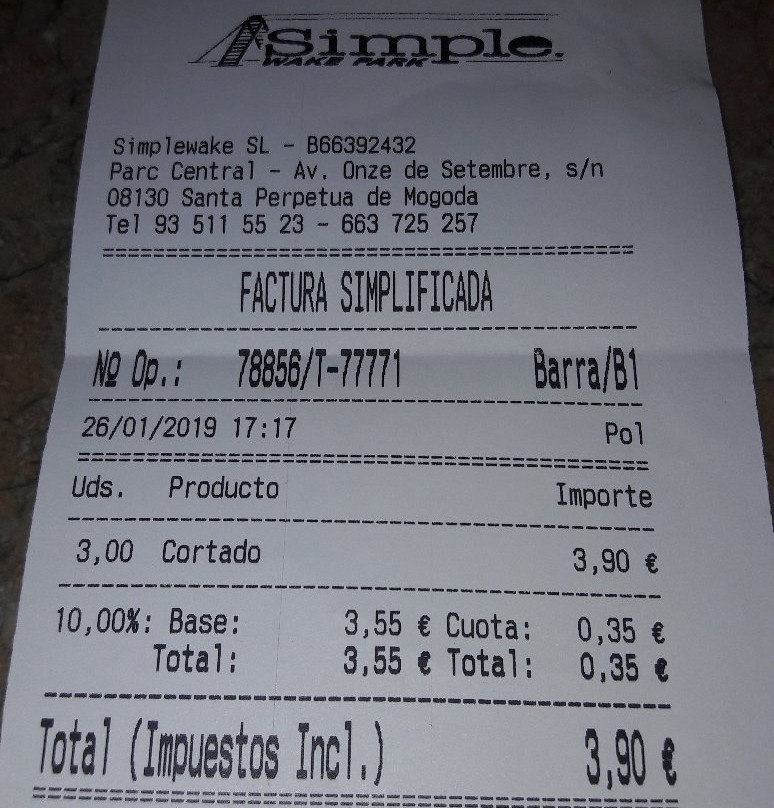 Simple.
WAKE PARK
Simplewake SL - B66392432
Parc Central - Av. Onze de Setembre, s/n
08130 Santa Perpetua de Mogoda
Tel 93 511 55 23 - 663 725 257
FACTURA SIMPLIFICADA
Nº Op.: 78856/T-77771 Barra/B1
26/01/2019 17:17 Pol
Uds. Producto Importe
3,00 Cortado 3,90 €
10,00%: Base: 3,55 € Cuota: 0,35 €
Total: 3,55 € Total: 0,35 €
Total (Impuestos Incl.) 3,90 €